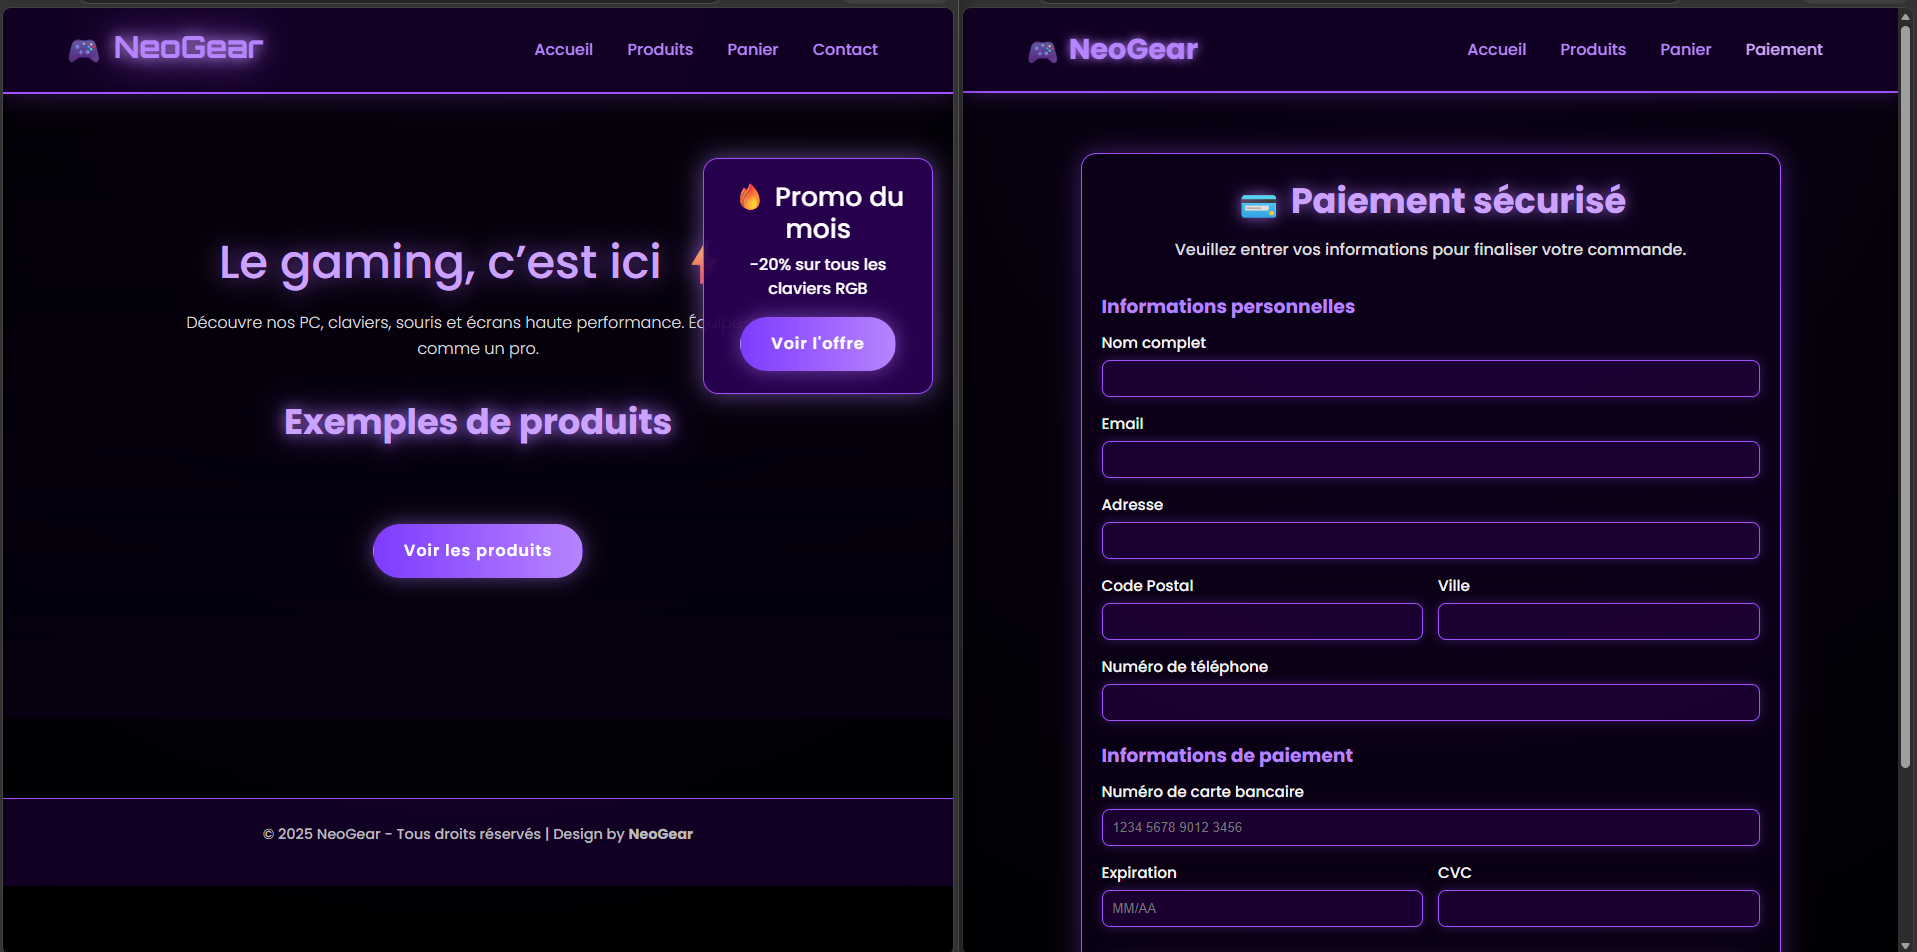 NeoGear
Accueil Produits Panier Contact
🔥 Promo du
mois
-20% sur tous les
claviers RGB
Voir l'offre
Le gaming, c’est ici
Découvre nos PC, claviers, souris et écrans haute performance.
comme un pro.
Exemples de produits
Voir les produits
© 2025 NeoGear - Tous droits réservés | Design by NeoGear
NeoGear
Accueil Produits Panier Paiement
Paiement sécurisé
Veuillez entrer vos informations pour finaliser votre commande.
Informations personnelles
Nom complet
Email
Adresse
Code Postal Ville
Numéro de téléphone
Informations de paiement
Numéro de carte bancaire
1234 5678 9012 3456
Expiration CVC
MM/AA